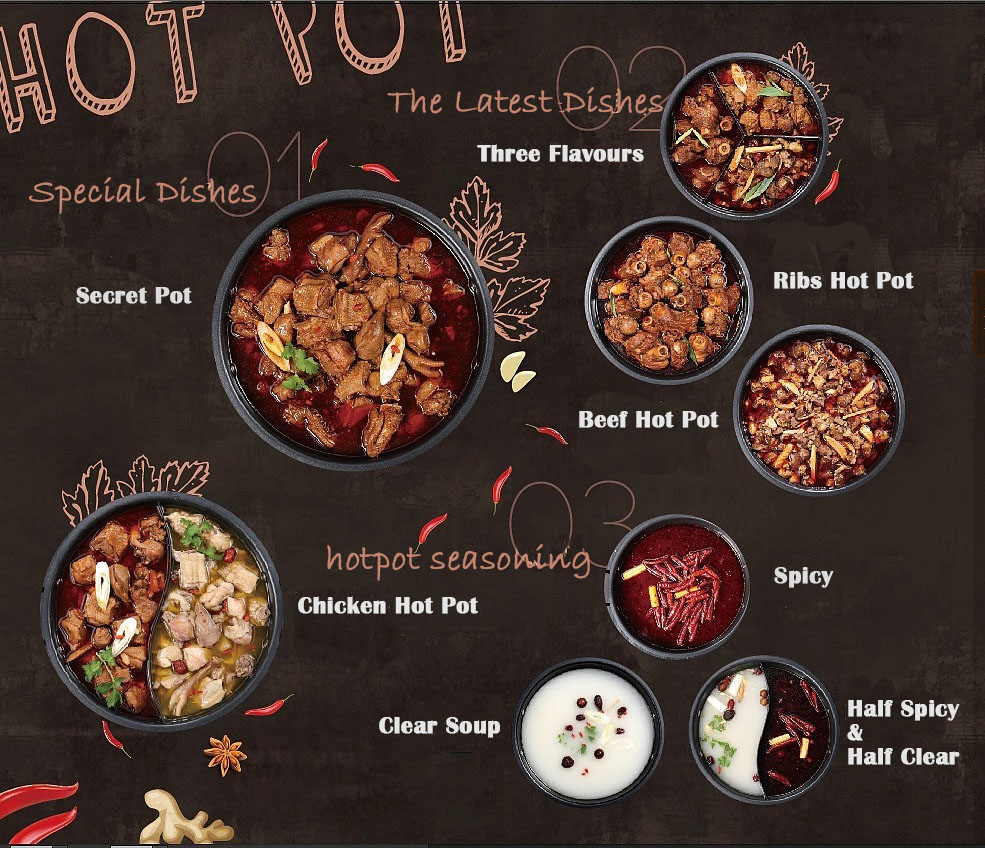 HOT POT
01
Special Dishes
Secret Pot
Chicken Hot Pot
02
The Latest Dishes
Three Flavours
Ribs Hot Pot
Beef Hot Pot
03
hotpot seasoning
Spicy
Clear Soup
Half Spicy
&
Half Clear